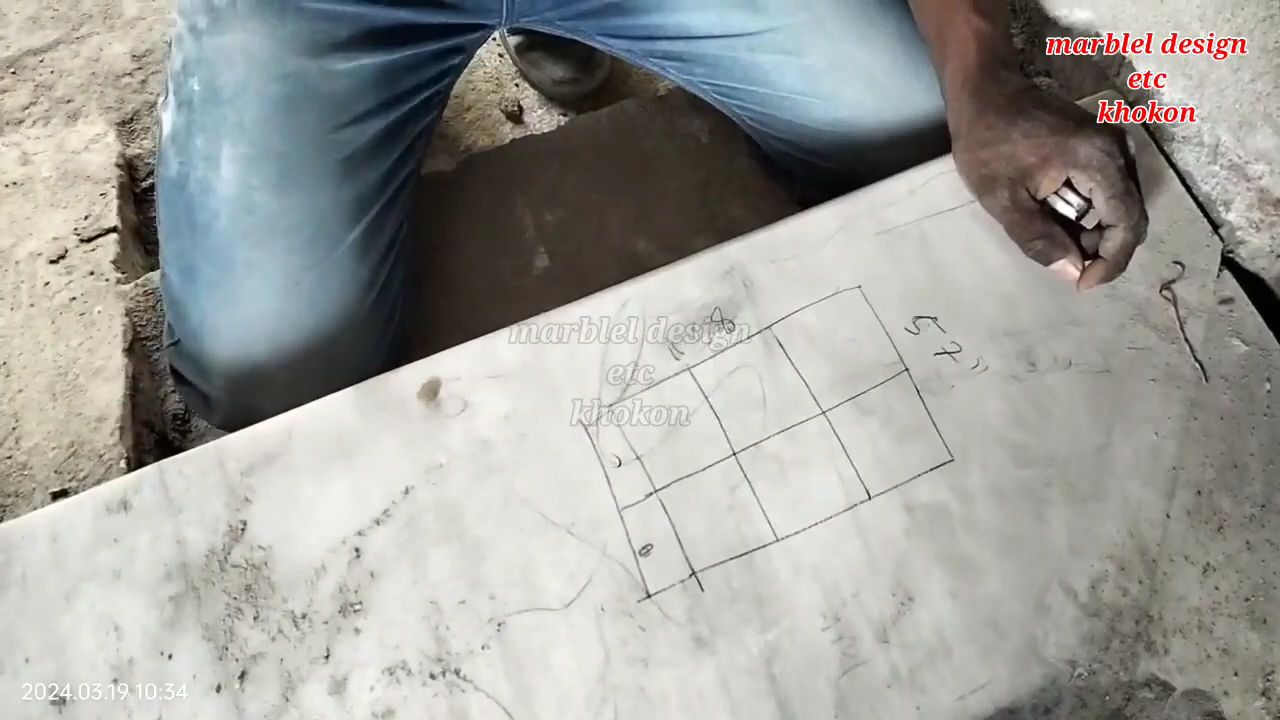 marblel design
etc
khokon
57"
marblel design
etc
khokon
2024.03.19 10:34